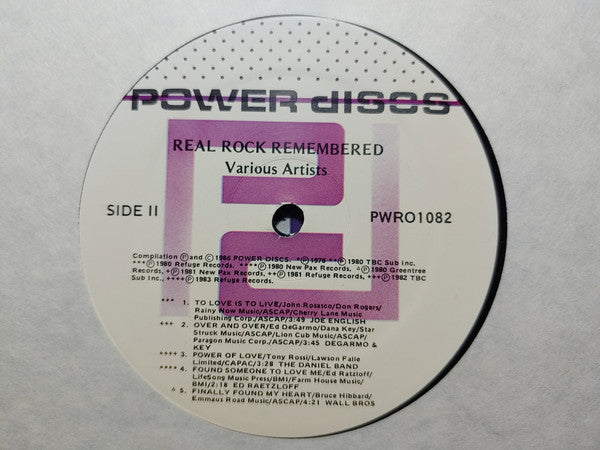 POWER discs
REAL ROCK REMEMBERED
Various Artists
SIDE II
PWRO1082
Compilation Ⓟ and © 1986 POWER DISCS. *Ⓟ 1978 **Ⓟ 1980 TBC Sub Inc.
***Ⓟ 1980 Refuge Records. ****Ⓟ 1980 New Pax Records. ∆Ⓟ 1980 Greentree
Records, +Ⓟ 1981 New Pax Records, ++Ⓟ 1981 Refuge Records, +++Ⓟ 1982 TBC
Sub Inc., ++++Ⓟ 1983 Refuge Records.
*** 1. TO LOVE IS TO LIVE/John Rosasco/Don Rogers/
Rainy Now Music/ASCAP/Cherry Lane Music
Publishing Corp./ASCAP/3:49 JOE ENGLISH
+++ 2. OVER AND OVER/Ed DeGarmo/Dana Key/Star
Struck Music/ASCAP/Lion Cub Music/ASCAP/
Paragon Music Corp./ASCAP/3:45 DEGARMO &
KEY
++++ 3. POWER OF LOVE/Tony Rossi/Lawson Falle
Limited/CAPAC/3:28 THE DANIEL BAND
**** 4. FOUND SOMEONE TO LOVE ME/Ed Ratzloff/
LifeSong Music Press/BMI/Farm House Music/
BMI/2:18 ED RAETZLOFF
∆ 5. FINALLY FOUND MY HEART/Bruce Hibbard/
Emmaus Road Music/ASCAP/4:21 WALL BROS